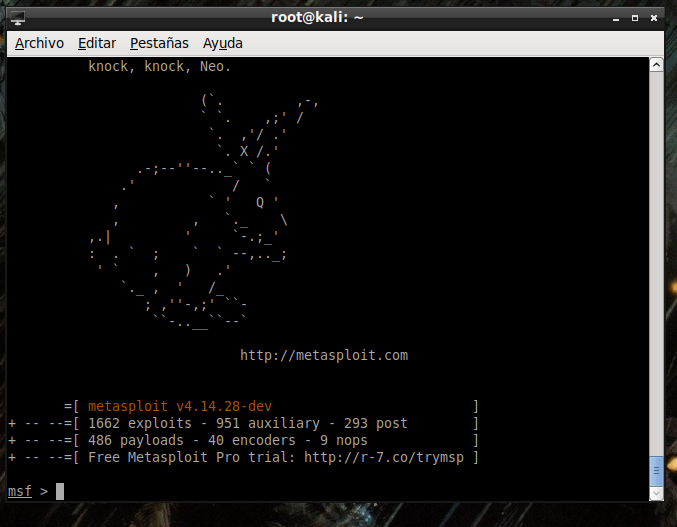 root@kali: ~
Archivo Editar Pestañas Ayuda
knock, knock, Neo.
(`.         ,-,
` `.    ,;' /
`.  ,'/ .'
`. X /.'
.-;--''--.._` ` (
.'            /   `
,           ` '   Q '
,         ,   `._    \
,.|         '     `-.;_'
:  . `  ;    `  ` --,.._;
' `    ,   )   .'
`._ ,  '   /_
; ,''-,;' ``-
``-..__``--`
http://metasploit.com
=[ metasploit v4.14.28-dev                         ]
+ -- --=[ 1662 exploits - 951 auxiliary - 293 post        ]
+ -- --=[ 486 payloads - 40 encoders - 9 nops             ]
+ -- --=[ Free Metasploit Pro trial: http://r-7.co/trymsp ]
msf >